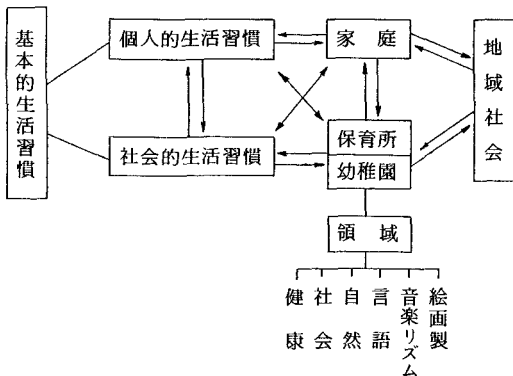 基本的生活習慣
個人的生活習慣
社会的生活習慣
家庭
保育所
幼稚園
地域社会
領域
健康
社会
自然
言語
音楽リズム
絵画製